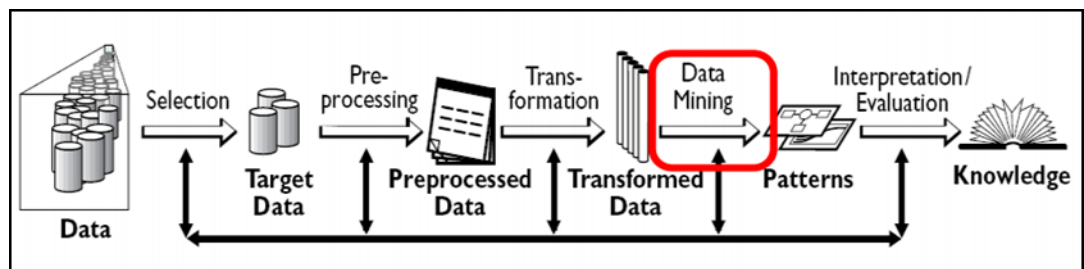 Selection
Pre-
processing
Trans-
formation
Data
Mining
Interpretation/
Evaluation
Data
Target
Data
Preprocessed
Data
Transformed
Data
Patterns
Knowledge